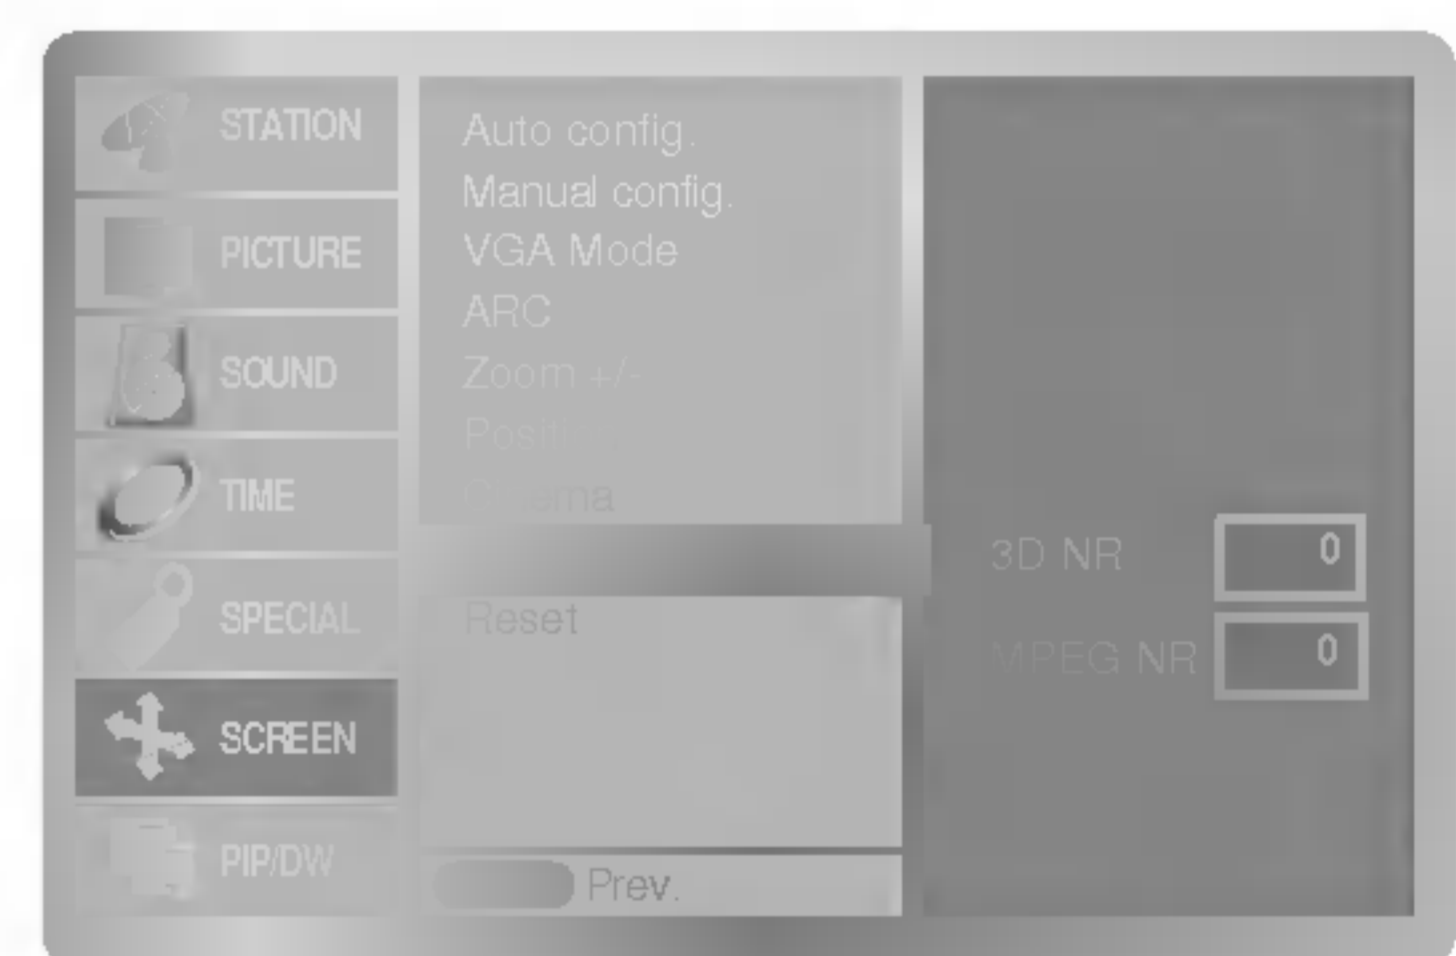 STATION
PICTURE
SOUND
TIME
SPECIAL
SCREEN
PIP/DW
Auto config.
Manual config.
VGA Mode
ARC
Zoom +/-
Cinema
Reset
Prev.
3D NR 0
MPEG NR 0